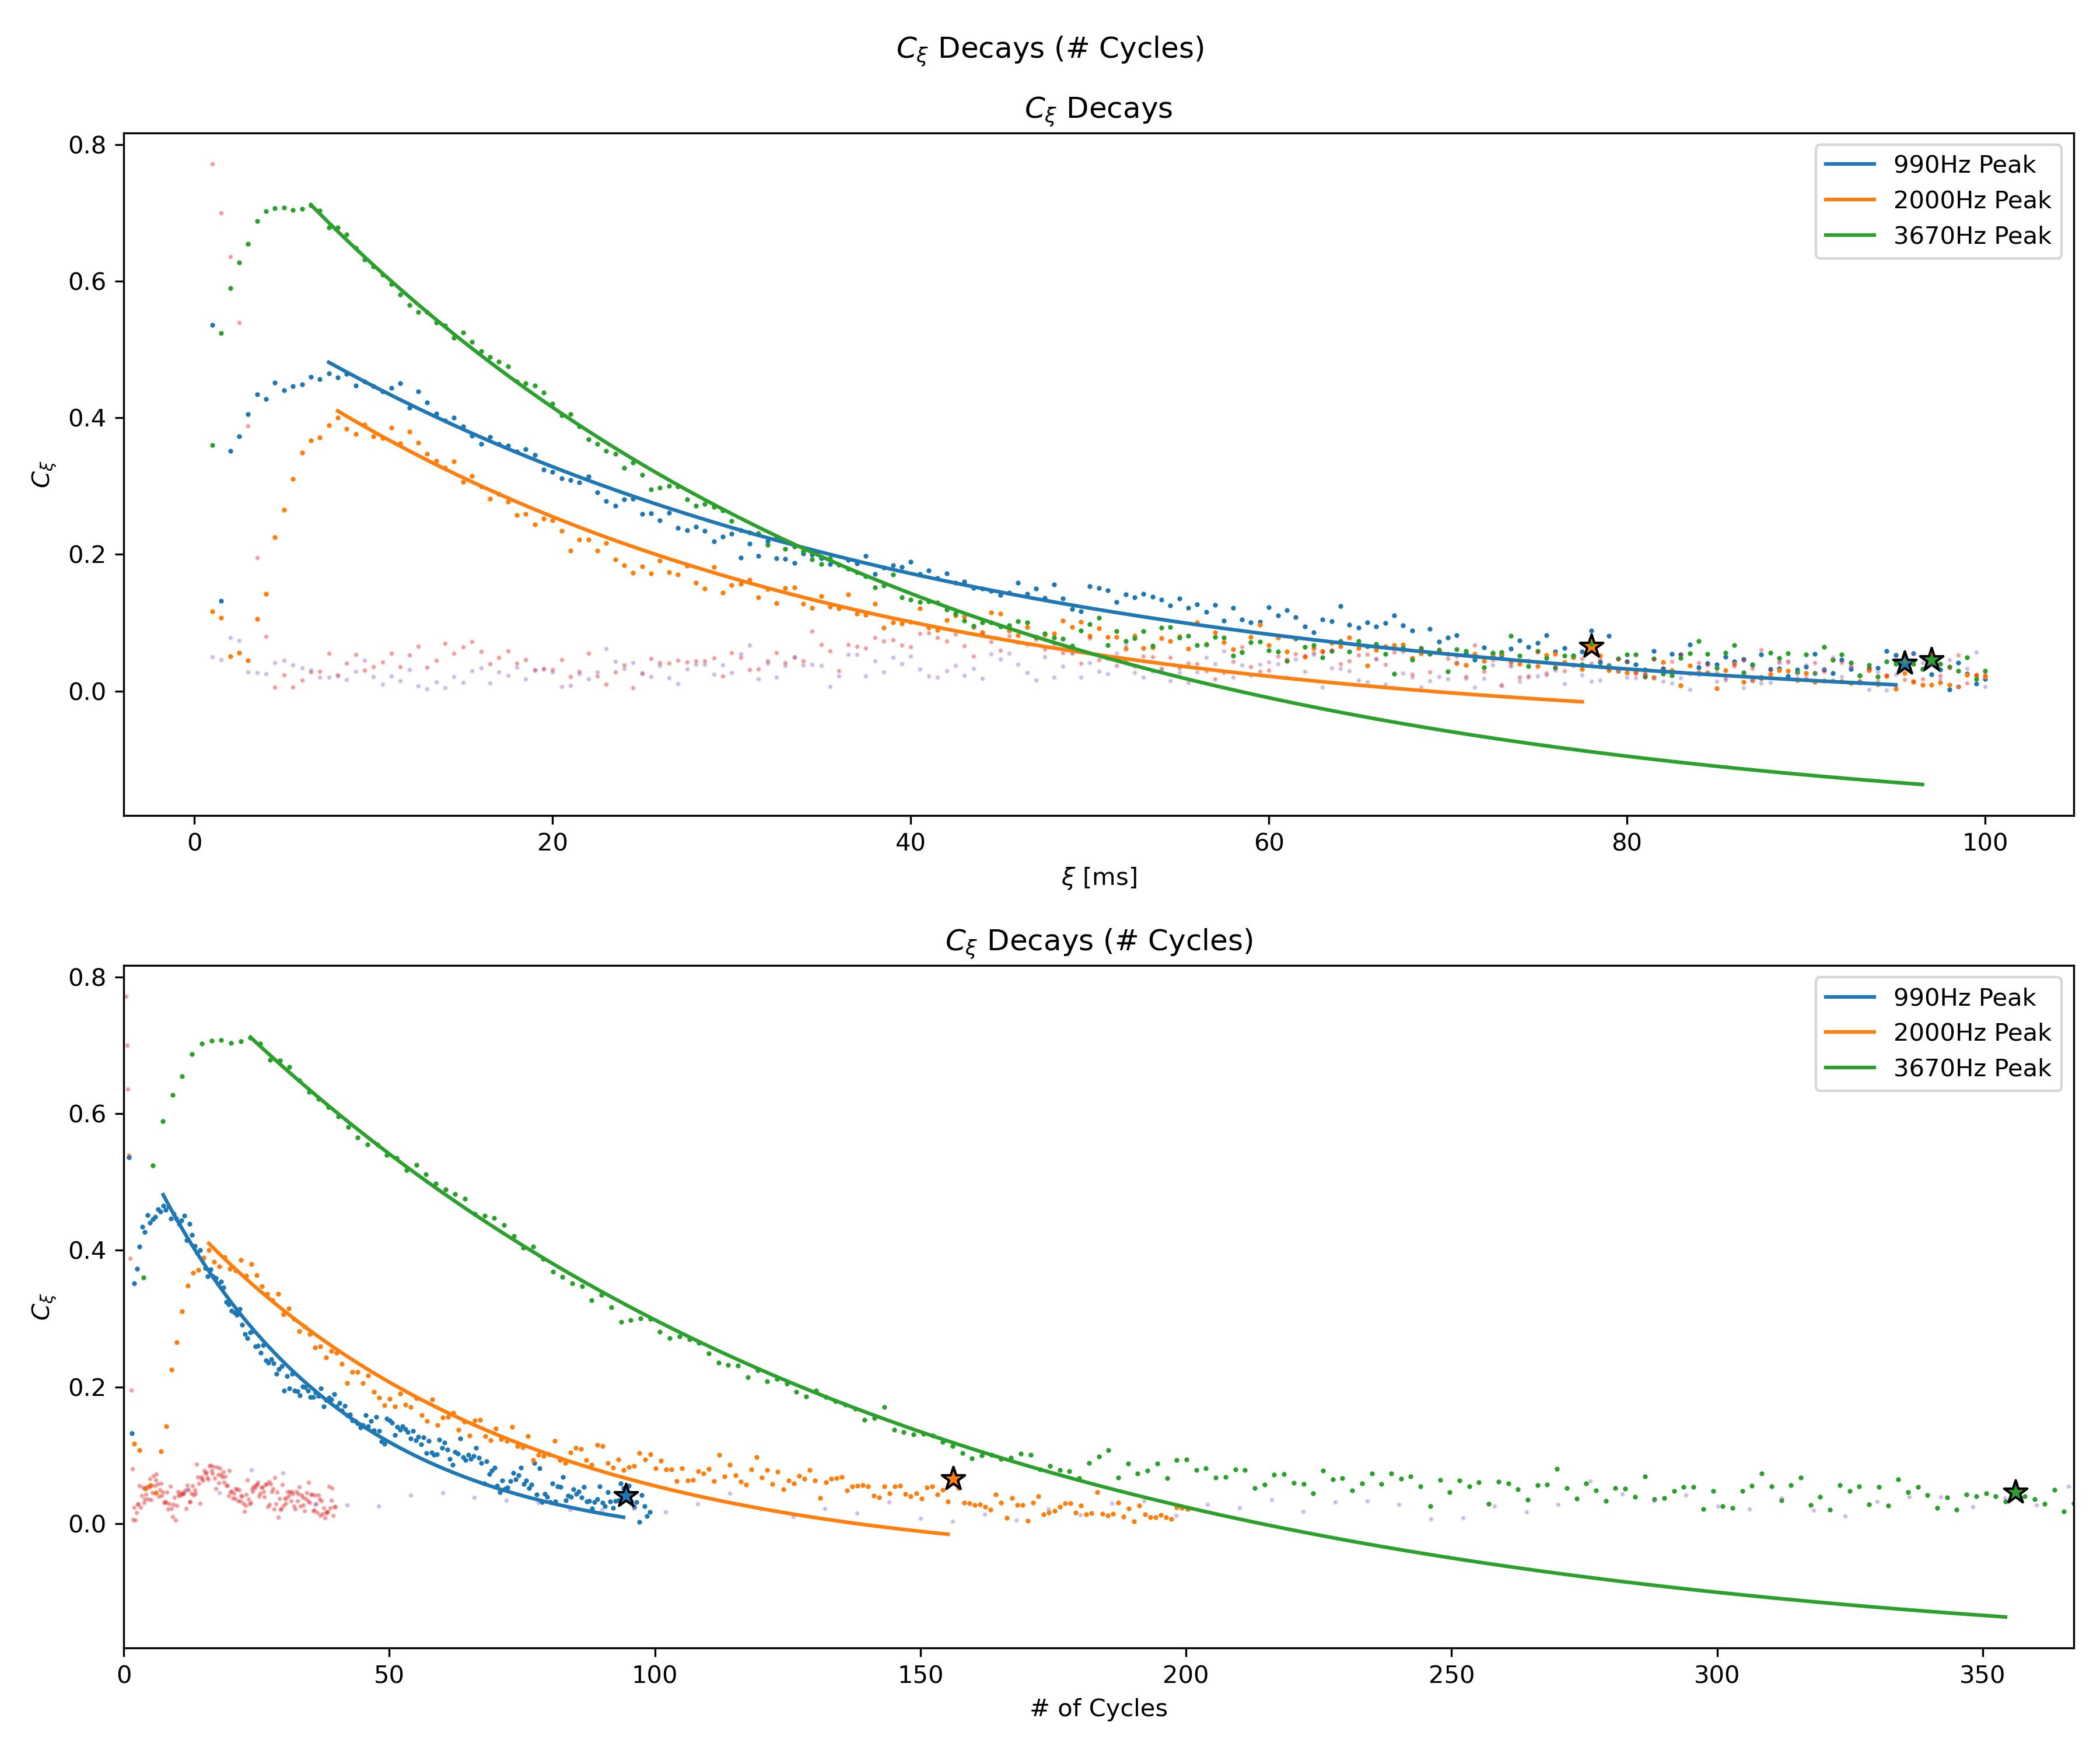 C_ξ Decays (# Cycles)
C_ξ Decays
0.8
0.6
0.4
0.2
0.0
C_ξ
990Hz Peak
2000Hz Peak
3670Hz Peak
0 20 40 60 80 100
ξ [ms]
C_ξ Decays (# Cycles)
0.8
0.6
0.4
0.2
0.0
C_ξ
990Hz Peak
2000Hz Peak
3670Hz Peak
0 50 100 150 200 250 300 350
# of Cycles